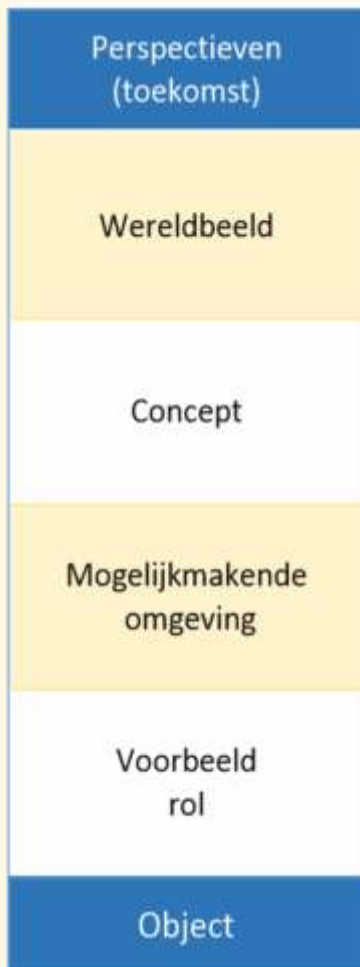 Perspectieven
(toekomst)
Wereldbeeld
Concept
Mogelijkmakende
omgeving
Voorbeeld
rol
Object